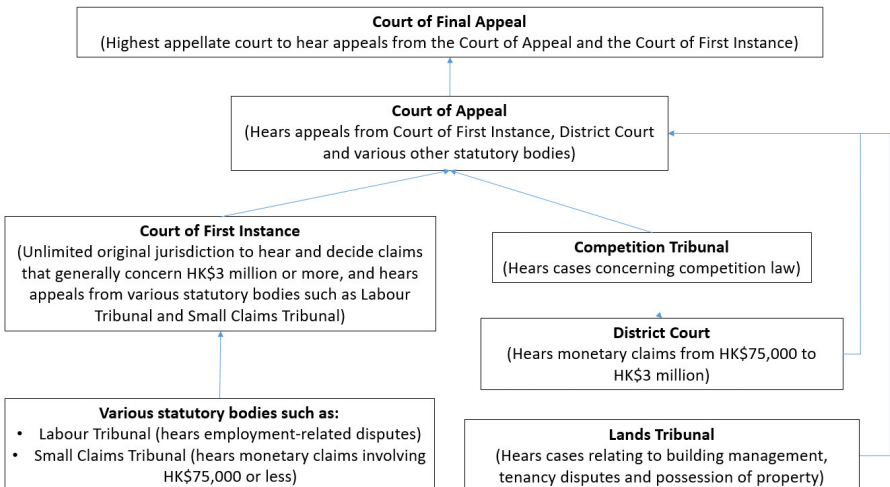 Court of Final Appeal
(Highest appellate court to hear appeals from the Court of Appeal and the Court of First Instance)
Court of Appeal
(Hears appeals from Court of First Instance, District Court
and various other statutory bodies)
Court of First Instance
(Unlimited original jurisdiction to hear and decide claims
that generally concern HK$3 million or more, and hears
appeals from various statutory bodies such as Labour
Tribunal and Small Claims Tribunal)
Competition Tribunal
(Hears cases concerning competition law)
District Court
(Hears monetary claims from HK$75,000 to
HK$3 million)
Various statutory bodies such as:
• Labour Tribunal (hears employment-related disputes)
• Small Claims Tribunal (hears monetary claims involving
HK$75,000 or less)
Lands Tribunal
(Hears cases relating to building management,
tenancy disputes and possession of property)